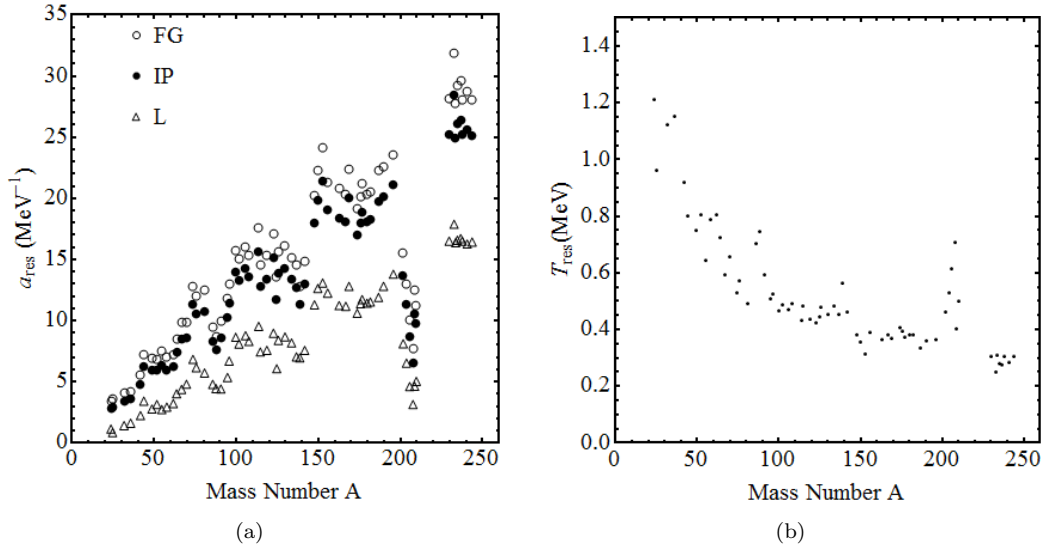 FG
IP
L
35
30
25
20
15
10
5
0
a_res (MeV⁻¹)
0 50 100 150 200 250
Mass Number A
(a)
1.4
1.2
1.0
0.8
0.6
0.4
0.2
0.0
T_res(MeV)
0 50 100 150 200 250
Mass Number A
(b)